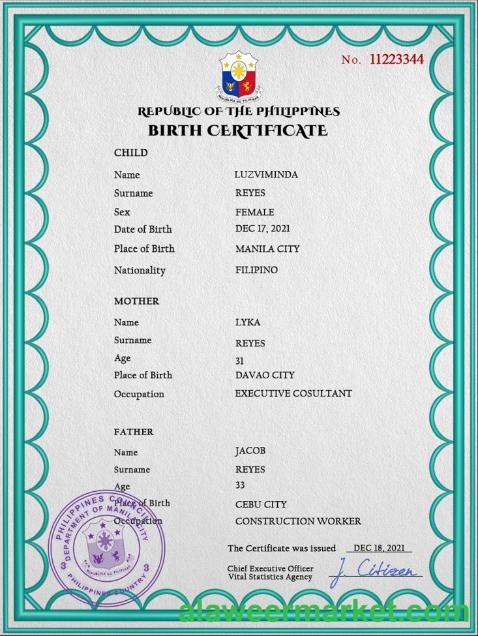 No. 11223344
REPUBLIC OF THE PHILIPPINES
BIRTH CERTIFICATE
CHILD
Name LUZVIMINDA
Surname REYES
Sex FEMALE
Date of Birth DEC 17, 2021
Place of Birth MANILA CITY
Nationality FILIPINO
MOTHER
Name LYKA
Surname REYES
Age 31
Place of Birth DAVAO CITY
Occupation EXECUTIVE COSULTANT
FATHER
Name JACOB
Surname REYES
Age 33
Place of Birth CEBU CITY
Occupation CONSTRUCTION WORKER
PHILIPPINES COUNCIL
DEPARTMENT OF MANILA CITY
PHILIPPINES COUNTRY
The Certificate was issued DEC 18, 2021
Chief Executive Officer
Vital Statistics Agency
J. Citizen
alaweermarket.com